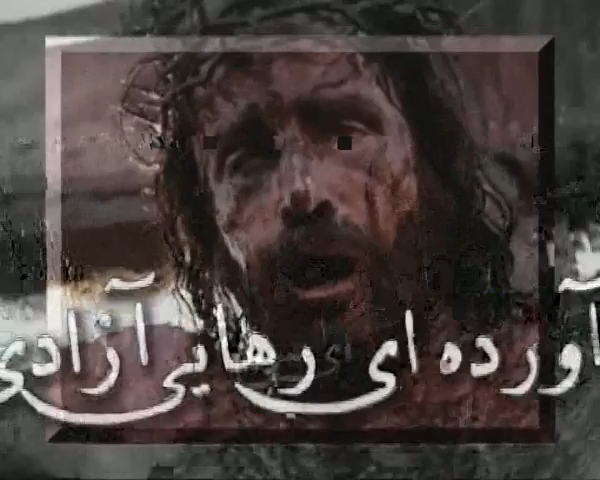 آورده ای رهایی آزادی